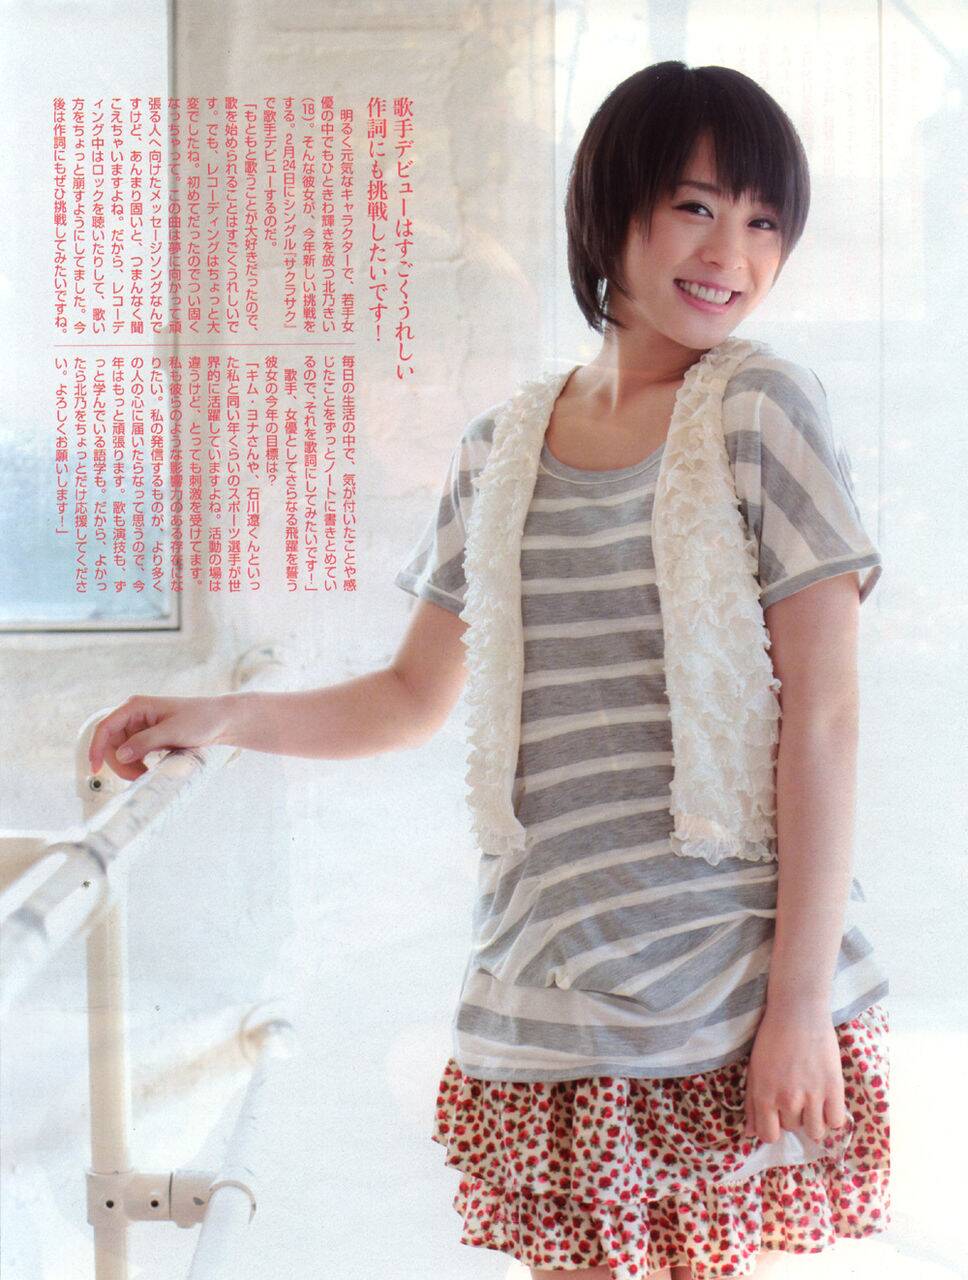 歌手デビューはすごくうれしい
作詞にも挑戦したいです！
明るく元気なキャラクターで、若手女
優の中でもひときわ輝きを放つ北乃きい
(18)。そんな彼女が、今年新しい挑戦を
する。2月24日にシングル『サクラサク』
で歌手デビューするのだ。
「もともと歌うことが大好きだったので、
歌を始められることはすごくうれしいで
す。でも、レコーディングはちょっと大
変でしたね。初めてだったのでつい固く
なっちゃって。この曲は夢に向かって頑
張る人へ向けたメッセージソングなんで
すけど、あんまり固いと、つまんなく聞
こえちゃいますよね。だから、レコーデ
ィング中はロックを聴いたりして、歌い
方をちょっと崩すようにしてました。今
後は作詞にもぜひ挑戦してみたいですね。
毎日の生活の中で、気が付いたことや感
じたことをずっとノートに書きとめてい
るので、それを歌詞にしてみたいです！」
歌手、女優としてさらなる飛躍を誓う
彼女の今年の目標は？
「キム・ヨナさんや、石川遼くんといっ
た私と同い年くらいのスポーツ選手が世
界的に活躍していますよね。活動の場は
違うけど、とっても刺激を受けてます。
私も彼らのような影響力のある存在にな
りたい。私の発信するものが、より多く
の人の心に届いたらなって思うので、今
年はもっと頑張ります。歌も演技も、ず
っと学んでいる語学も。だから、よかっ
たら北乃をちょっとだけ応援してくださ
い。よろしくお願いします！」